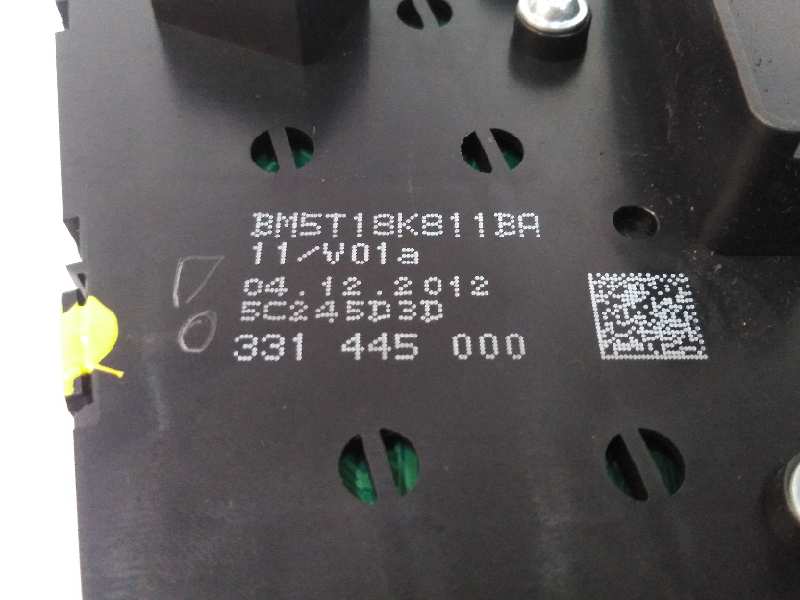 BM5T18K811BA
11/V01a
04.12.2012
5C245D3D
331 445 000